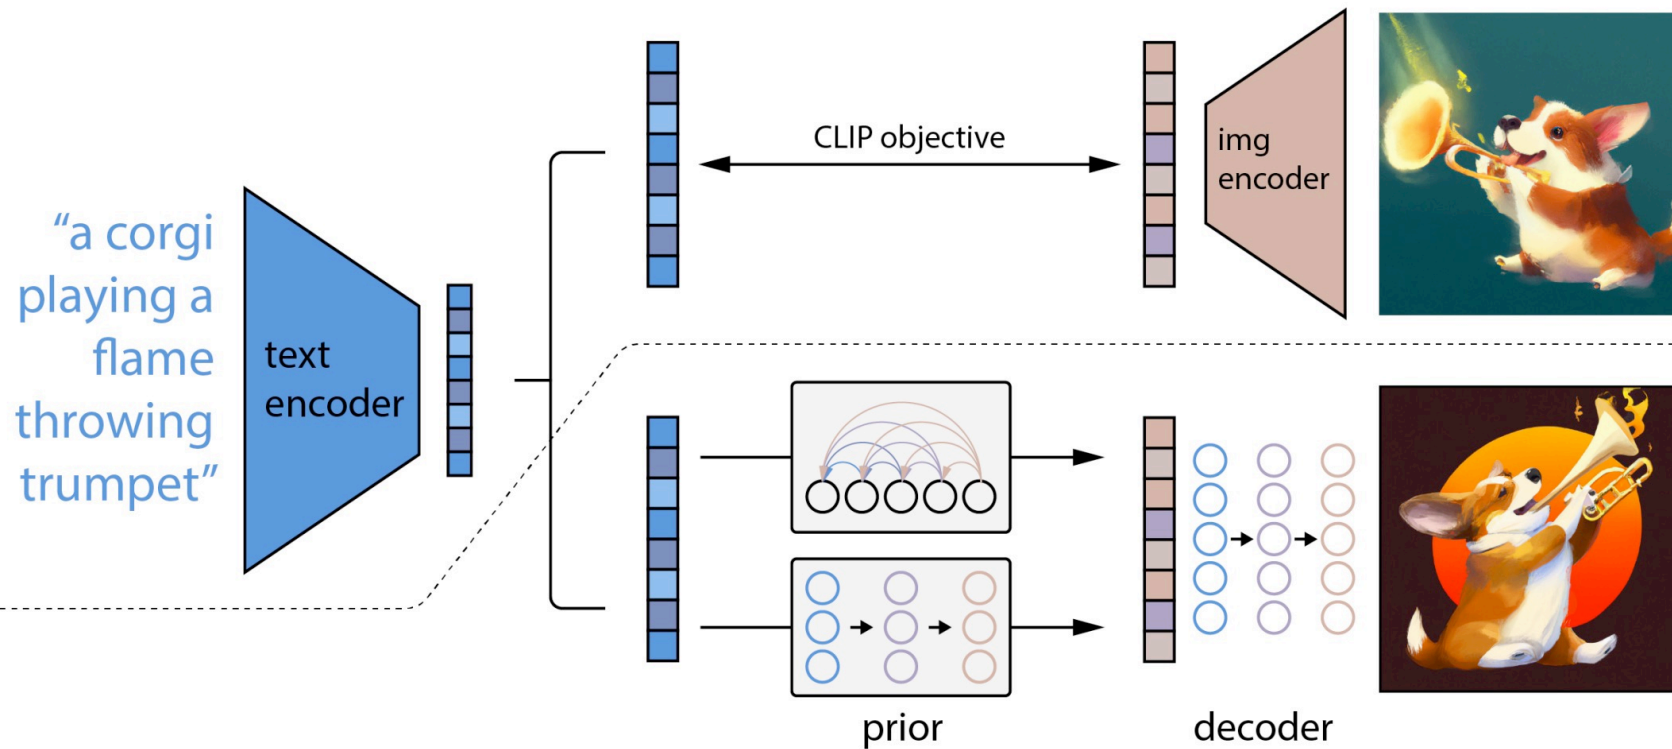 “a corgi
playing a
flame
throwing
trumpet”
text
encoder
CLIP objective
img
encoder
prior
decoder